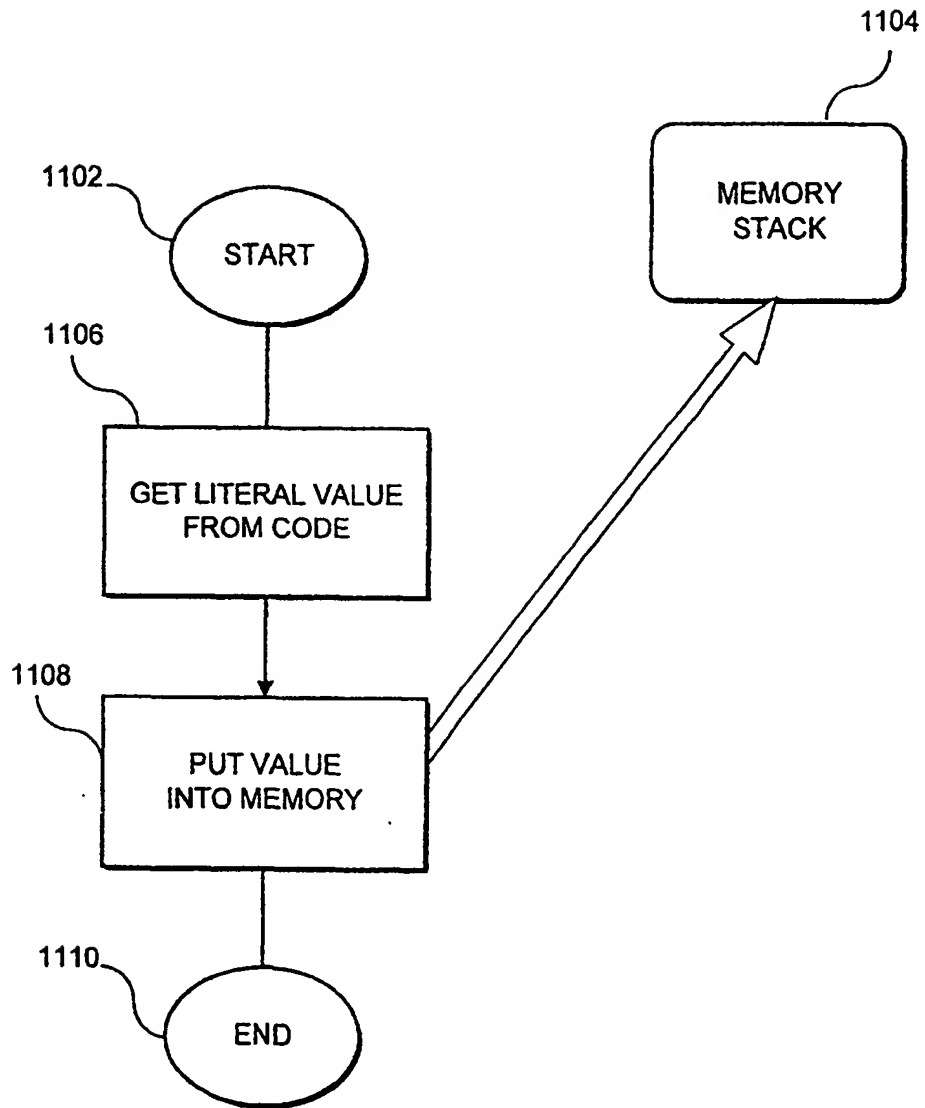 1104
MEMORY
STACK
1102
START
1106
GET LITERAL VALUE
FROM CODE
1108
PUT VALUE
INTO MEMORY
1110
END